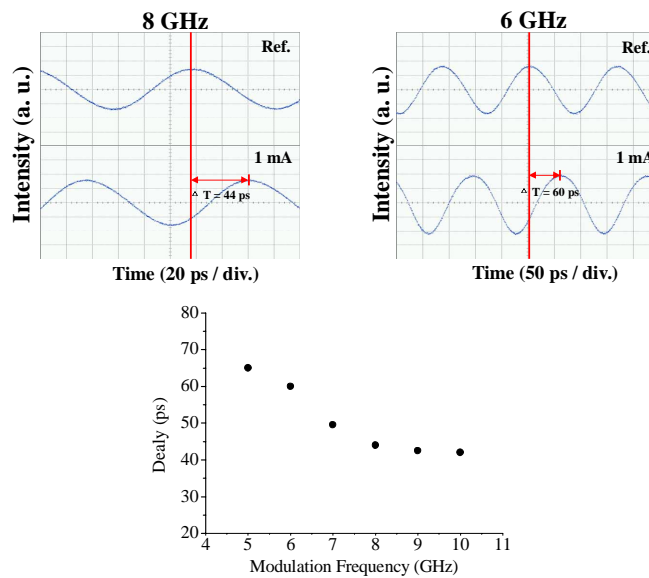 8 GHz
6 GHz
Ref.
Ref.
Intensity (a. u.)
Intensity (a. u.)
1 mA
1 mA
△ T = 44 ps
△ T = 60 ps
Time (20 ps / div.)
Time (50 ps / div.)
80
70
60
50
40
30
20
Dealy (ps)
4 5 6 7 8 9 10 11
Modulation Frequency (GHz)